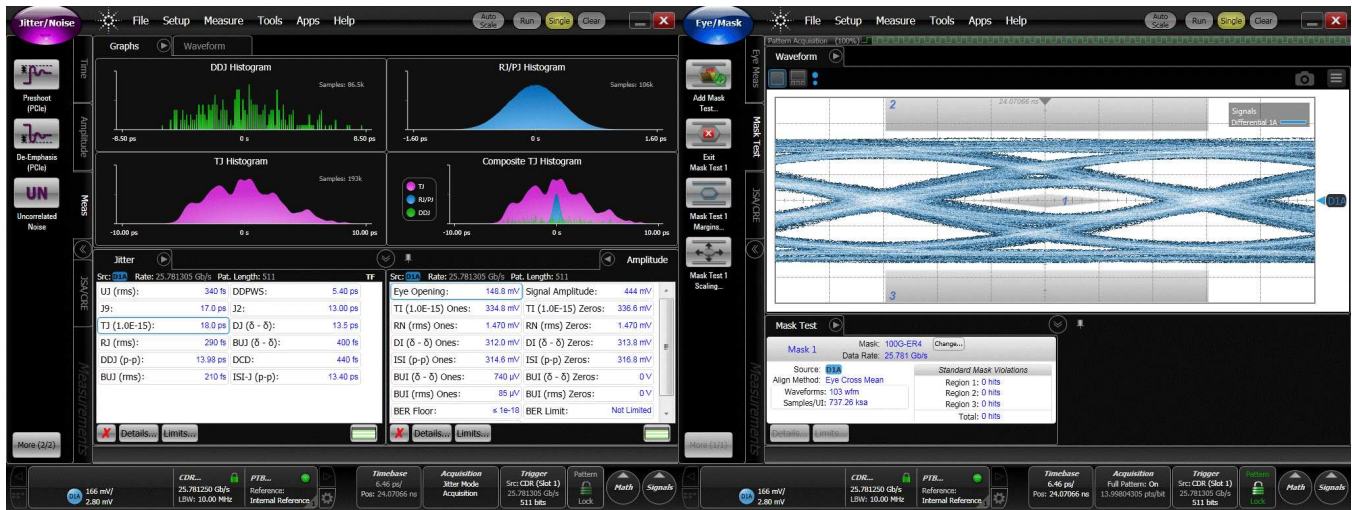 Jitter/Noise
File Setup Measure Tools Apps Help
Auto Scale Run Single Clear
Graphs Waveform
Preshoot (PCIe)
De-Emphasis (PCIe)
UN
Uncorrelated Noise
More (2/2)
Time
Amplitude
Meas
JSA/CRE
Measurements
DDJ Histogram
Samples: 86.5k
-8.50 ps 0 s 8.50 ps
RJ/PJ Histogram
Samples: 106k
-1.60 ps 0 s 1.60 ps
TJ Histogram
Samples: 193k
-10.00 ps 0 s 10.00 ps
Composite TJ Histogram
TJ
RJ/PJ
DDJ
-10.00 ps 0 s 10.00 ps
Jitter
Src: D1A Rate: 25.781305 Gb/s Pat. Length: 511 TF
UJ (rms): 340 fs DDPWS: 5.40 ps
J9: 17.0 ps J2: 13.00 ps
TJ (1.0E-15): 18.0 ps DJ (δ - δ): 13.5 ps
RJ (rms): 290 fs BUJ (δ - δ): 400 fs
DDJ (p-p): 13.98 ps DCD: 440 fs
BUJ (rms): 210 fs ISI-J (p-p): 13.40 ps
Details... Limits...
Amplitude
Src: D1A Rate: 25.781305 Gb/s Pat. Length: 511
Eye Opening: 148.8 mV Signal Amplitude: 444 mV
TI (1.0E-15) Ones: 334.8 mV TI (1.0E-15) Zeros: 336.6 mV
RN (rms) Ones: 1.470 mV RN (rms) Zeros: 1.470 mV
DI (δ - δ) Ones: 312.0 mV DI (δ - δ) Zeros: 313.8 mV
ISI (p-p) Ones: 314.6 mV ISI (p-p) Zeros: 316.8 mV
BUI (δ - δ) Ones: 740 µV BUI (δ - δ) Zeros: 0 V
BUI (rms) Ones: 85 µV BUI (rms) Zeros: 0 V
BER Floor: ≤ 1e-18 BER Limit: Not Limited
Details... Limits...
D1A 166 mV/
2.80 mV
CDR...
25.781250 Gb/s
LBW: 10.00 MHz
PTB...
Reference:
Internal Reference
Timebase
6.46 ps/
Pos: 24.07066 ns
Acquisition
Jitter Mode
Acquisition
Trigger
Src: CDR (Slot 1)
25.781305 Gb/s
511 bits
Pattern
Lock
Math
Signals
Eye/Mask
File Setup Measure Tools Apps Help
Auto Scale Run Single Clear
Pattern Acquisition (100%)
Waveform
Eye Meas
Mask Test
JSA/CRE
Measurements
Add Mask Test...
Exit Mask Test 1
Mask Test 1 Margins...
Mask Test 1 Scaling...
More (1/1)
2
24.07066 ns
Signals
Differential 1A
1
D1A
3
Mask Test
Mask 1
Mask: 100G-ER4 Change...
Data Rate: 25.781 Gb/s
Source: D1A
Align Method: Eye Cross Mean
Waveforms: 103 wfm
Samples/UI: 737.26 ksa
Standard Mask Violations
Region 1: 0 hits
Region 2: 0 hits
Region 3: 0 hits
Total: 0 hits
Details... Limits...
D1A 166 mV/
2.80 mV
CDR...
25.781250 Gb/s
LBW: 10.00 MHz
PTB...
Reference:
Internal Reference
Timebase
6.46 ps/
Pos: 24.07066 ns
Acquisition
Full Pattern: On
13.99804305 pts/bit
Trigger
Src: CDR (Slot 1)
25.781305 Gb/s
511 bits
Pattern
Lock
Math
Signals